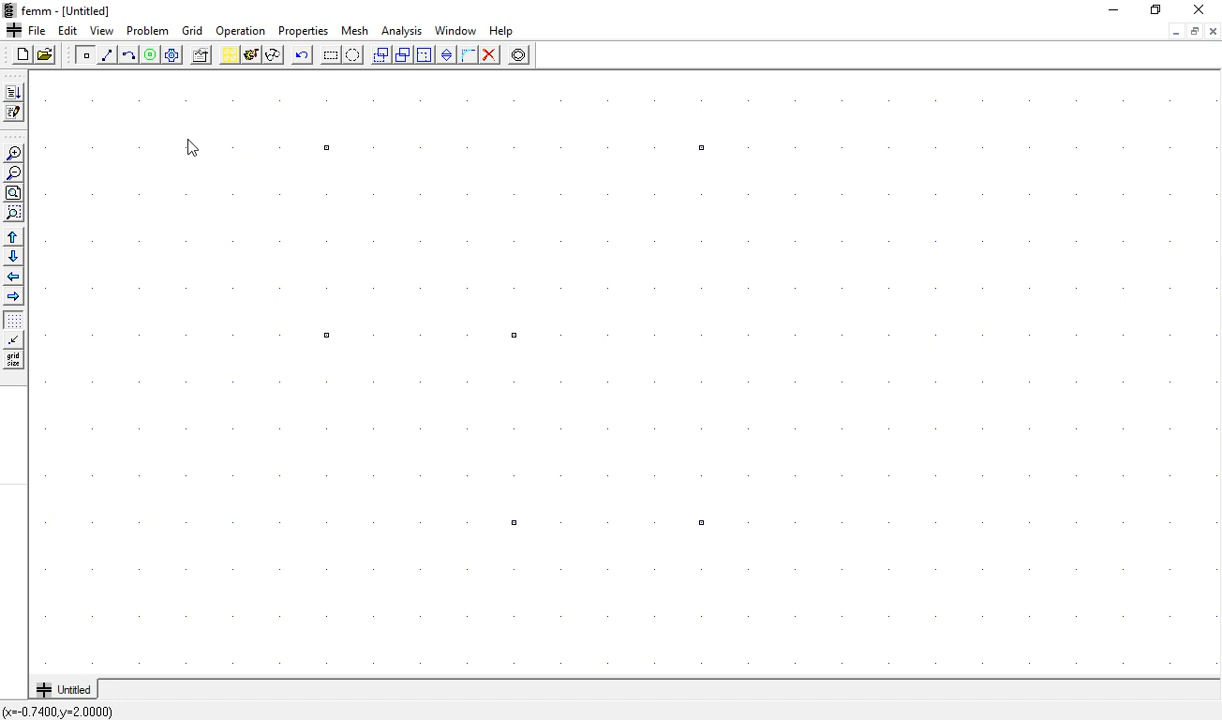 femm - [Untitled]
File Edit View Problem Grid Operation Properties Mesh Analysis Window Help
grid
size
Untitled
(x=-0.7400,y=2.0000)